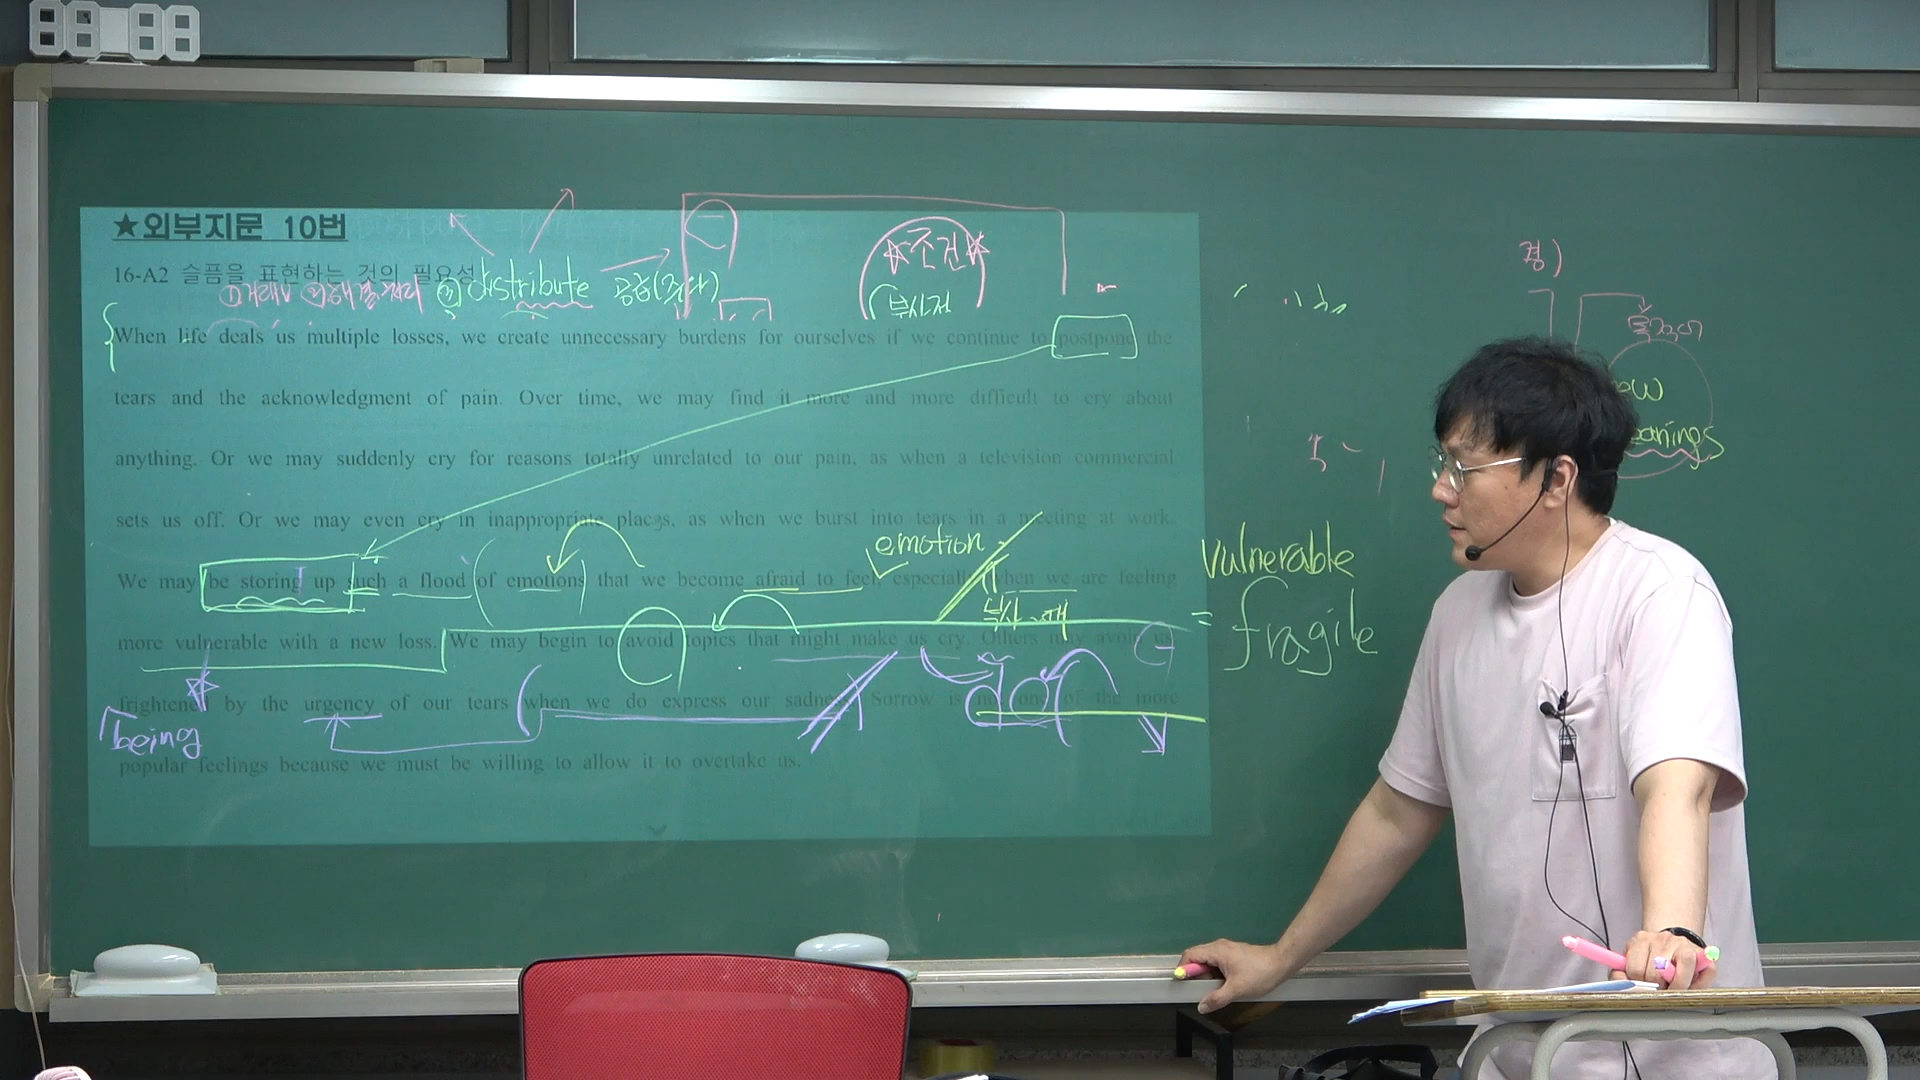 ★외부지문 10번
16-A2 슬픔을 표현하는 것의 필요성
①거래 ②해결처리 ③distribute 공급(주다)
☆조건☆
부사절
When life deals us multiple losses, we create unnecessary burdens for ourselves if we continue to postpone the
tears and the acknowledgment of pain. Over time, we may find it more and more difficult to cry about
anything. Or we may suddenly cry for reasons totally unrelated to our pain, as when a television commercial
sets us off. Or we may even cry in inappropriate places, as when we burst into tears in a meeting at work.
emotion
We may be storing up such a flood of emotions that we become afraid to feel, especially when we are feeling
more vulnerable with a new loss. We may begin to avoid topics that might make us cry. Others may avoid us
frightened by the urgency of our tears when we do express our sadness. Sorrow is not one of the more
being
popular feelings because we must be willing to allow it to overtake us.
vulnerable
= fragile
경)